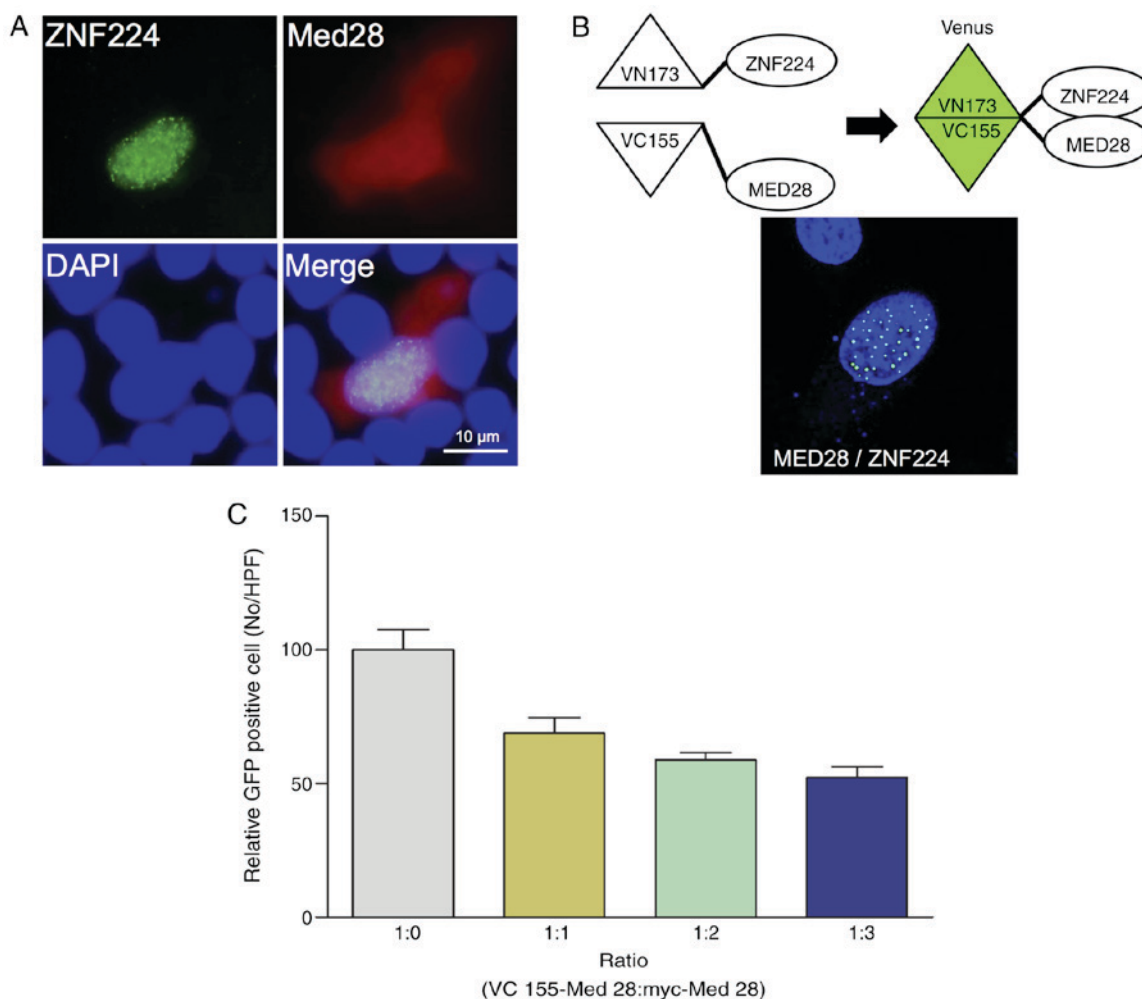 A
ZNF224
Med28
DAPI
Merge
10 µm
B
VN173
ZNF224
VC155
MED28
Venus
VN173
VC155
ZNF224
MED28
MED28 / ZNF224
C
Relative GFP positive cell (No/HPF)
150
100
50
0
1:0
1:1
1:2
1:3
Ratio
(VC 155-Med 28:myc-Med 28)